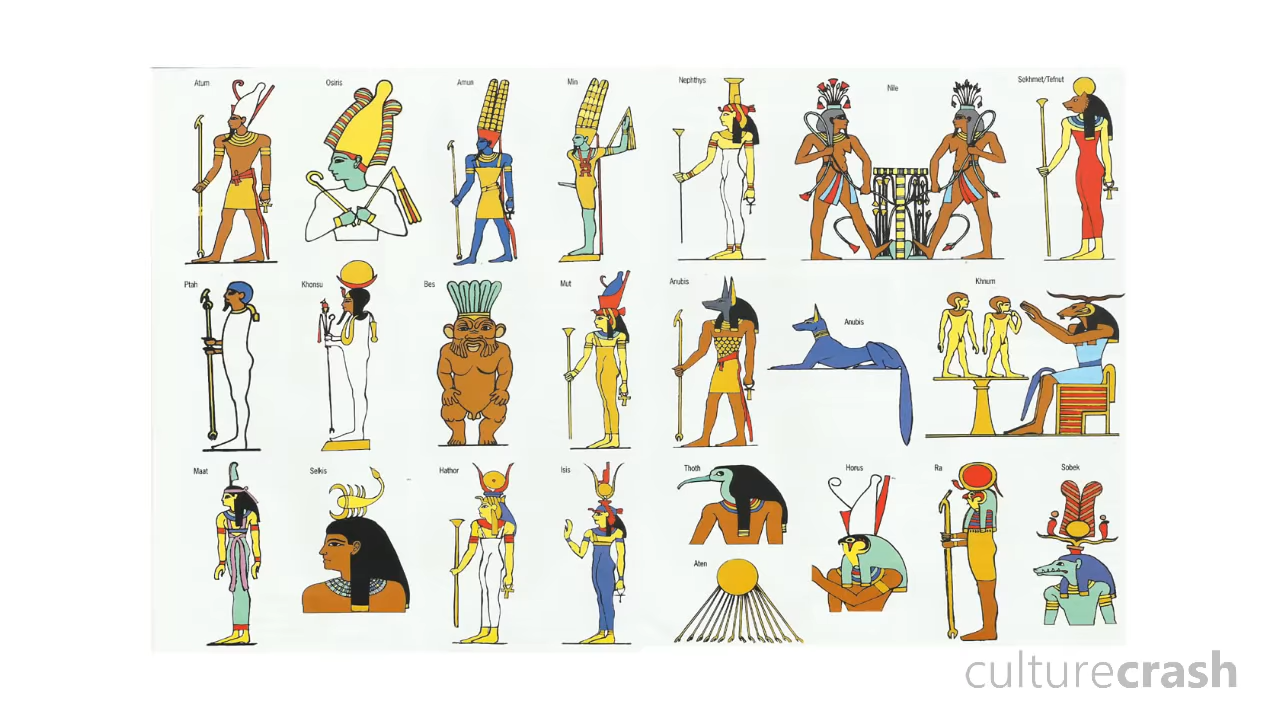 Atum
Osiris
Amun
Min
Nephthys
Nile
Sekhmet/Tefnut
Ptah
Khonsu
Bes
Mut
Anubis
Anubis
Khnum
Maat
Selkis
Hathor
Isis
Thoth
Horus
Ra
Sobek
Aten
culturecrash